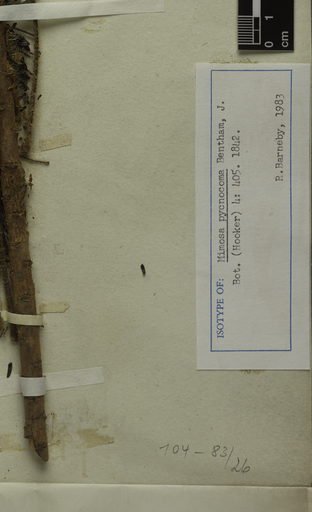 0 1
cm
ISOTYPE OF: Mimosa pycnocoma Bentham, J.
Bot. (Hooker) 4: 405. 1842.
R.Barneby, 1983
104-83/26